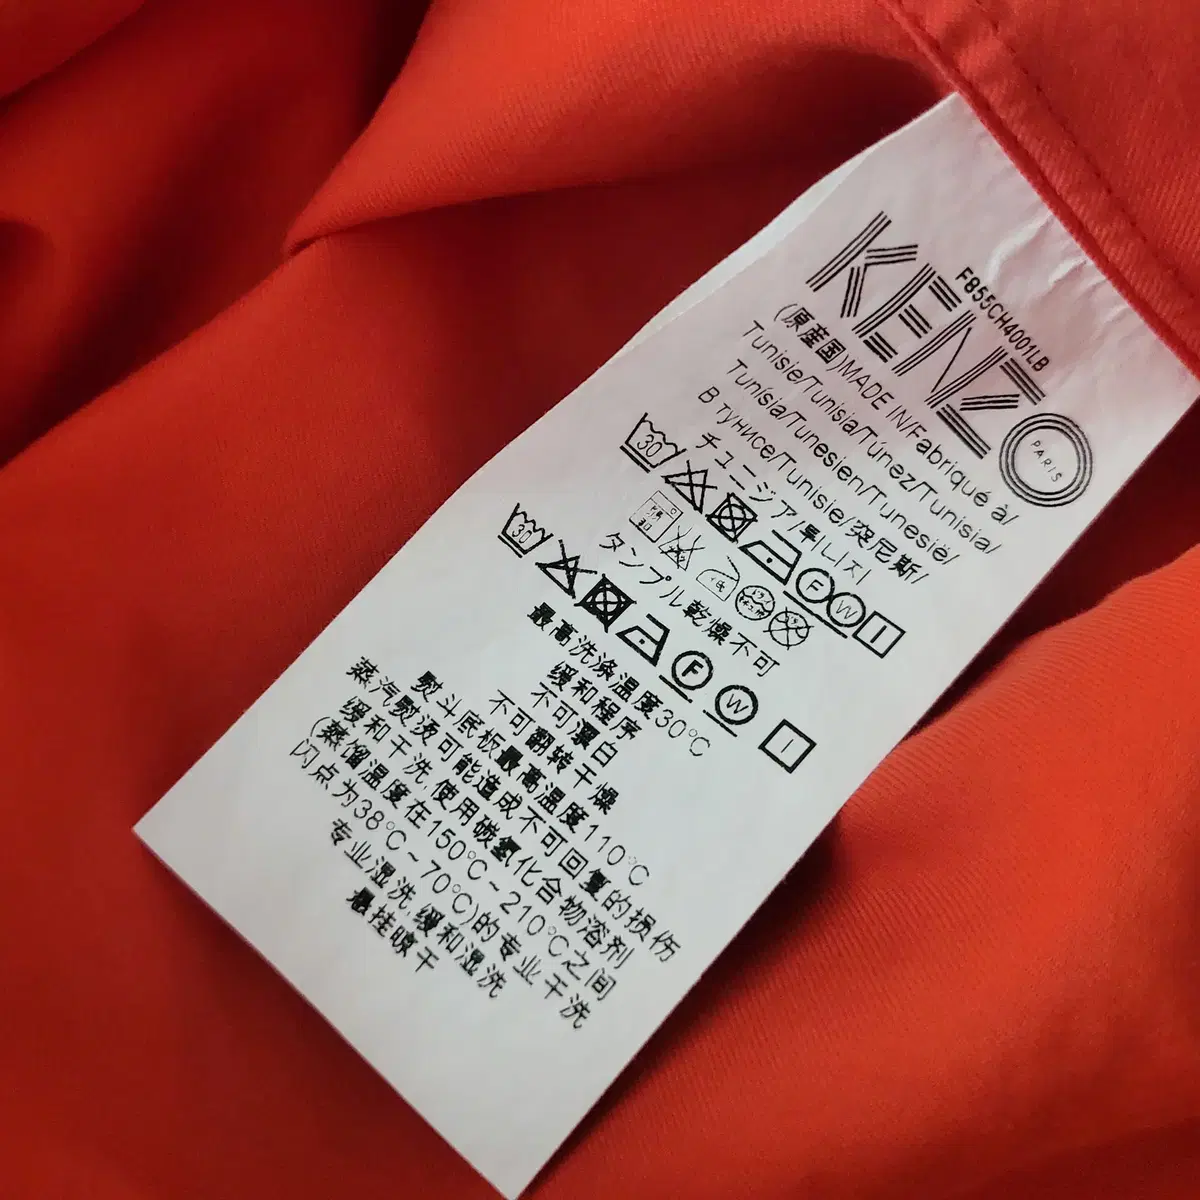 KENZO
PARIS
F855CH4001LB
(原産国)MADE IN/Fabriqué à/
Tunisie/Tunisia/Túnez/Tunisia/
Tunísia/Tunesien/Tunesië/
В тунисе/Tunisie/突尼斯/
チュージア/튀니지
30
F W
タンブル乾燥不可
30
F W
最高洗涤温度30°C
缓和程序
不可漂白
不可翻转干燥
熨斗底板最高温度110°C
蒸汽熨烫可能造成不可回复的损伤
缓和干洗,使用碳氢化合物溶剂
(蒸馏温度在150°C~210°C之间
闪点为38°C~70°C)的专业干洗
专业湿洗 缓和湿洗
悬挂晾干